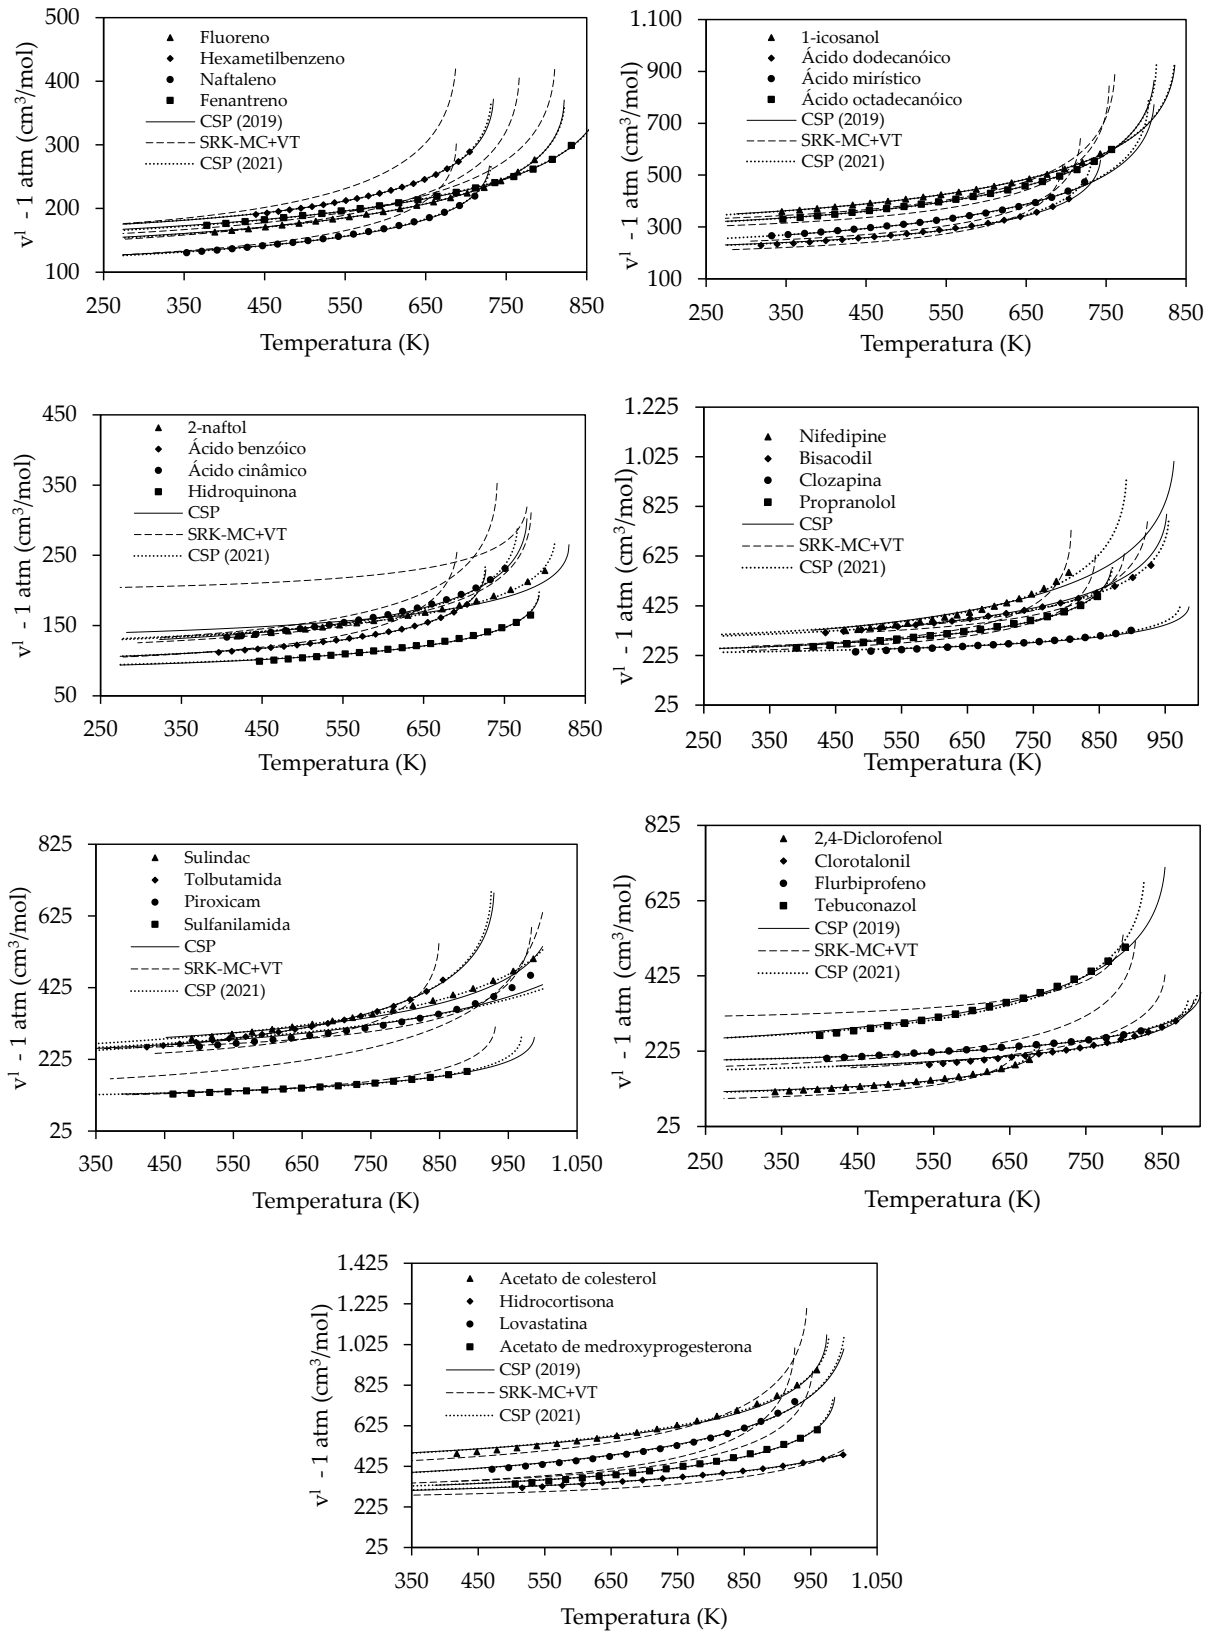 500
400
300
200
100
v^l - 1 atm (cm³/mol)
Fluoreno
Hexametilbenzeno
Naftaleno
Fenantreno
CSP (2019)
SRK-MC+VT
CSP (2021)
250 350 450 550 650 750 850
Temperatura (K)
1.100
900
700
500
300
100
v^l - 1 atm (cm³/mol)
1-icosanol
Ácido dodecanóico
Ácido mirístico
Ácido octadecanóico
CSP (2019)
SRK-MC+VT
CSP (2021)
250 350 450 550 650 750 850
Temperatura (K)
450
350
250
150
50
v^l - 1 atm (cm³/mol)
2-naftol
Ácido benzóico
Ácido cinâmico
Hidroquinona
CSP
SRK-MC+VT
CSP (2021)
250 350 450 550 650 750 850
Temperatura (K)
1.225
1.025
825
625
425
225
25
v^l - 1 atm (cm³/mol)
Nifedipine
Bisacodil
Clozapina
Propranolol
CSP
SRK-MC+VT
CSP (2021)
250 350 450 550 650 750 850 950
Temperatura (K)
825
625
425
225
25
v^l - 1 atm (cm³/mol)
Sulindac
Tolbutamida
Piroxicam
Sulfanilamida
CSP
SRK-MC+VT
CSP (2021)
350 450 550 650 750 850 950 1.050
Temperatura (K)
825
625
425
225
25
v^l - 1 atm (cm³/mol)
2,4-Diclorofenol
Clorotalonil
Flurbiprofeno
Tebuconazol
CSP (2019)
SRK-MC+VT
CSP (2021)
250 350 450 550 650 750 850
Temperatura (K)
1.425
1.225
1.025
825
625
425
225
25
v^l - 1 atm (cm³/mol)
Acetato de colesterol
Hidrocortisona
Lovastatina
Acetato de medroxyprogesterona
CSP (2019)
SRK-MC+VT
CSP (2021)
350 450 550 650 750 850 950 1.050
Temperatura (K)